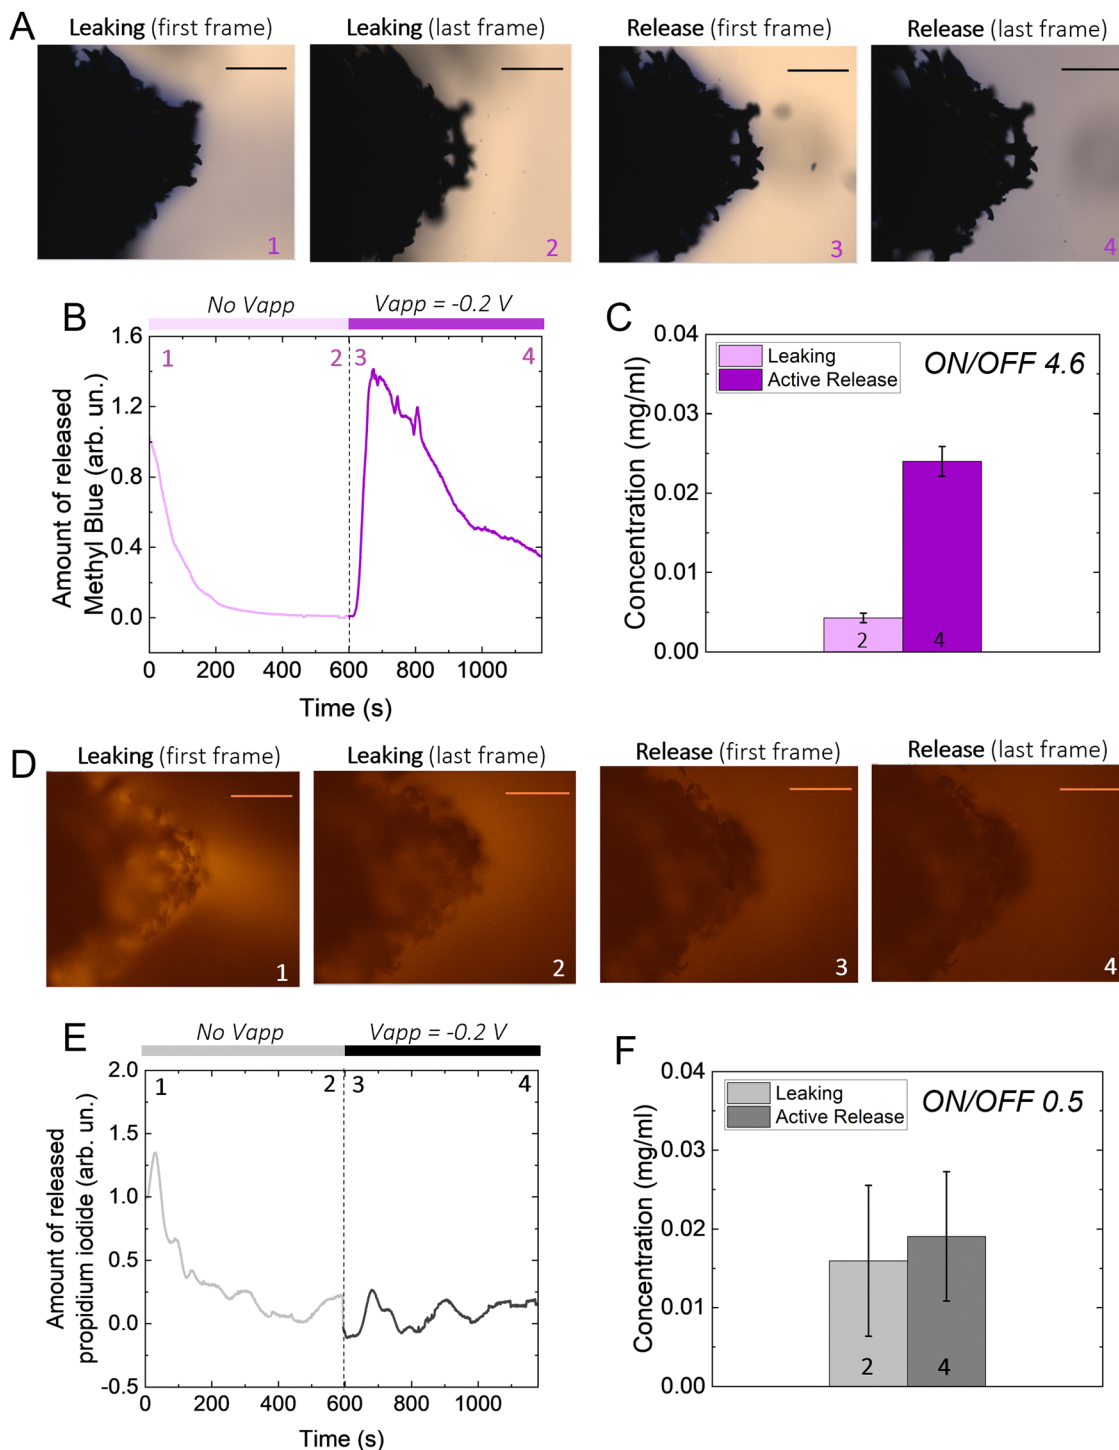 A
Leaking (first frame)
Leaking (last frame)
Release (first frame)
Release (last frame)
1
2
3
4
B
No Vapp
Vapp = -0.2 V
1
2
3
4
1.6
1.2
0.8
0.4
0.0
Amount of released
Methyl Blue (arb. un.)
0
200
400
600
800
1000
Time (s)
C
0.04
0.03
0.02
0.01
0.00
Concentration (mg/ml)
Leaking
Active Release
ON/OFF 4.6
2
4
D
Leaking (first frame)
Leaking (last frame)
Release (first frame)
Release (last frame)
1
2
3
4
E
No Vapp
Vapp = -0.2 V
1
2
3
4
2.0
1.5
1.0
0.5
0.0
-0.5
Amount of released
propidium iodide (arb. un.)
0
200
400
600
800
1000
Time (s)
F
0.04
0.03
0.02
0.01
0.00
Concentration (mg/ml)
Leaking
Active Release
ON/OFF 0.5
2
4